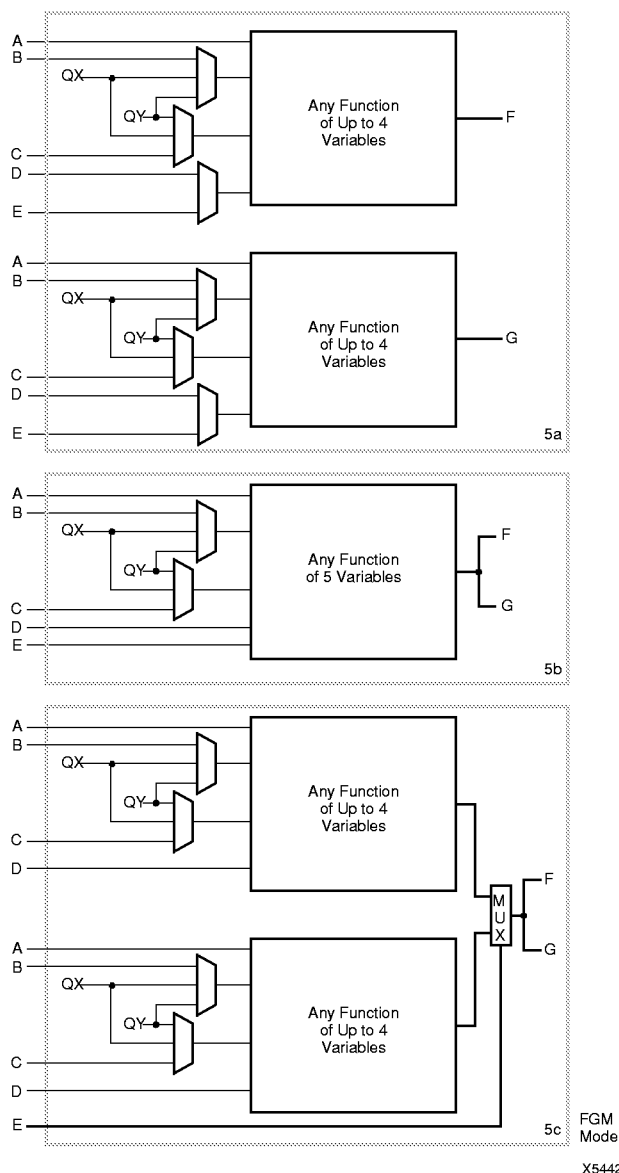 A
B
QX
QY
C
D
E
Any Function
of Up to 4
Variables
F
A
B
QX
QY
C
D
E
Any Function
of Up to 4
Variables
G
5a
A
B
QX
QY
C
D
E
Any Function
of 5 Variables
F
G
5b
A
B
QX
QY
C
D
Any Function
of Up to 4
Variables
MUX
F
G
A
B
QX
QY
C
D
E
Any Function
of Up to 4
Variables
5c
FGM
Mode
X5442